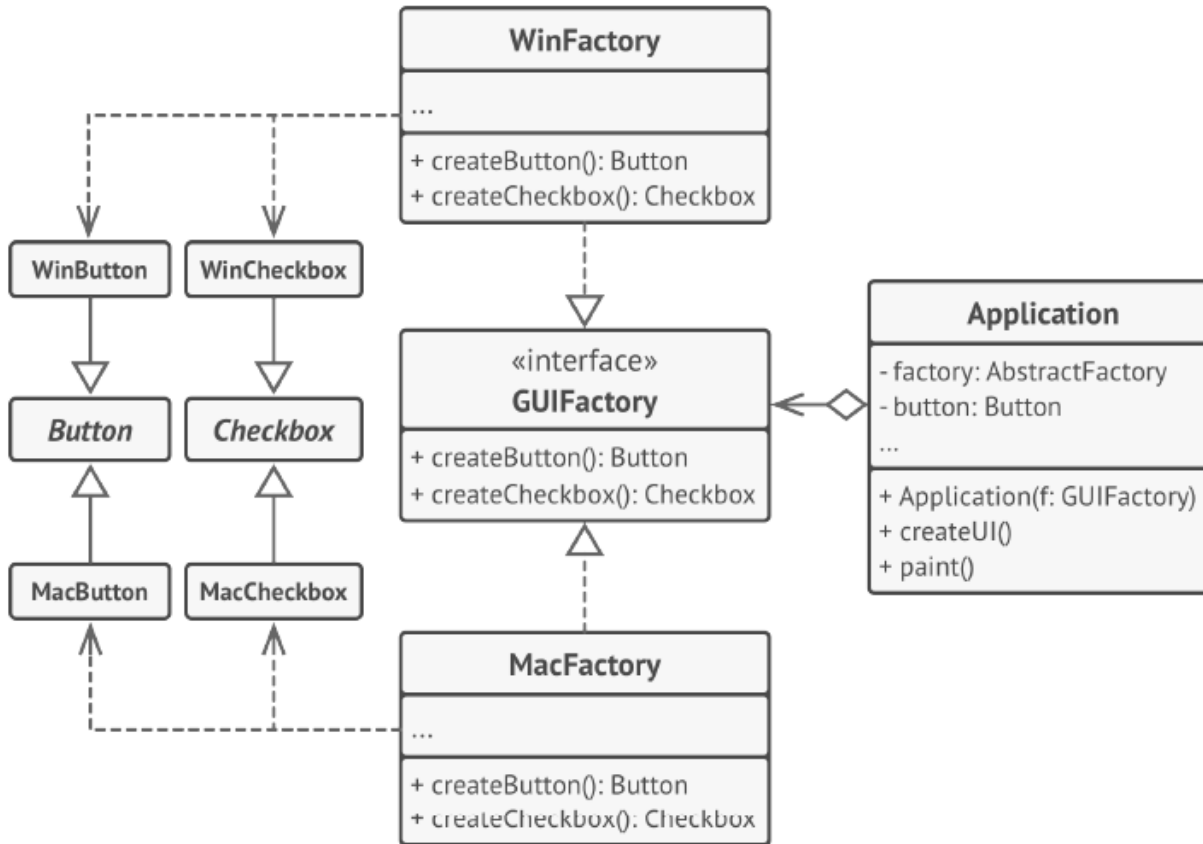 WinFactory
...
+ createButton(): Button
+ createCheckbox(): Checkbox
WinButton
WinCheckbox
Button
Checkbox
MacButton
MacCheckbox
«interface»
GUIFactory
+ createButton(): Button
+ createCheckbox(): Checkbox
Application
- factory: AbstractFactory
- button: Button
...
+ Application(f: GUIFactory)
+ createUI()
+ paint()
MacFactory
...
+ createButton(): Button
+ createCheckbox(): Checkbox